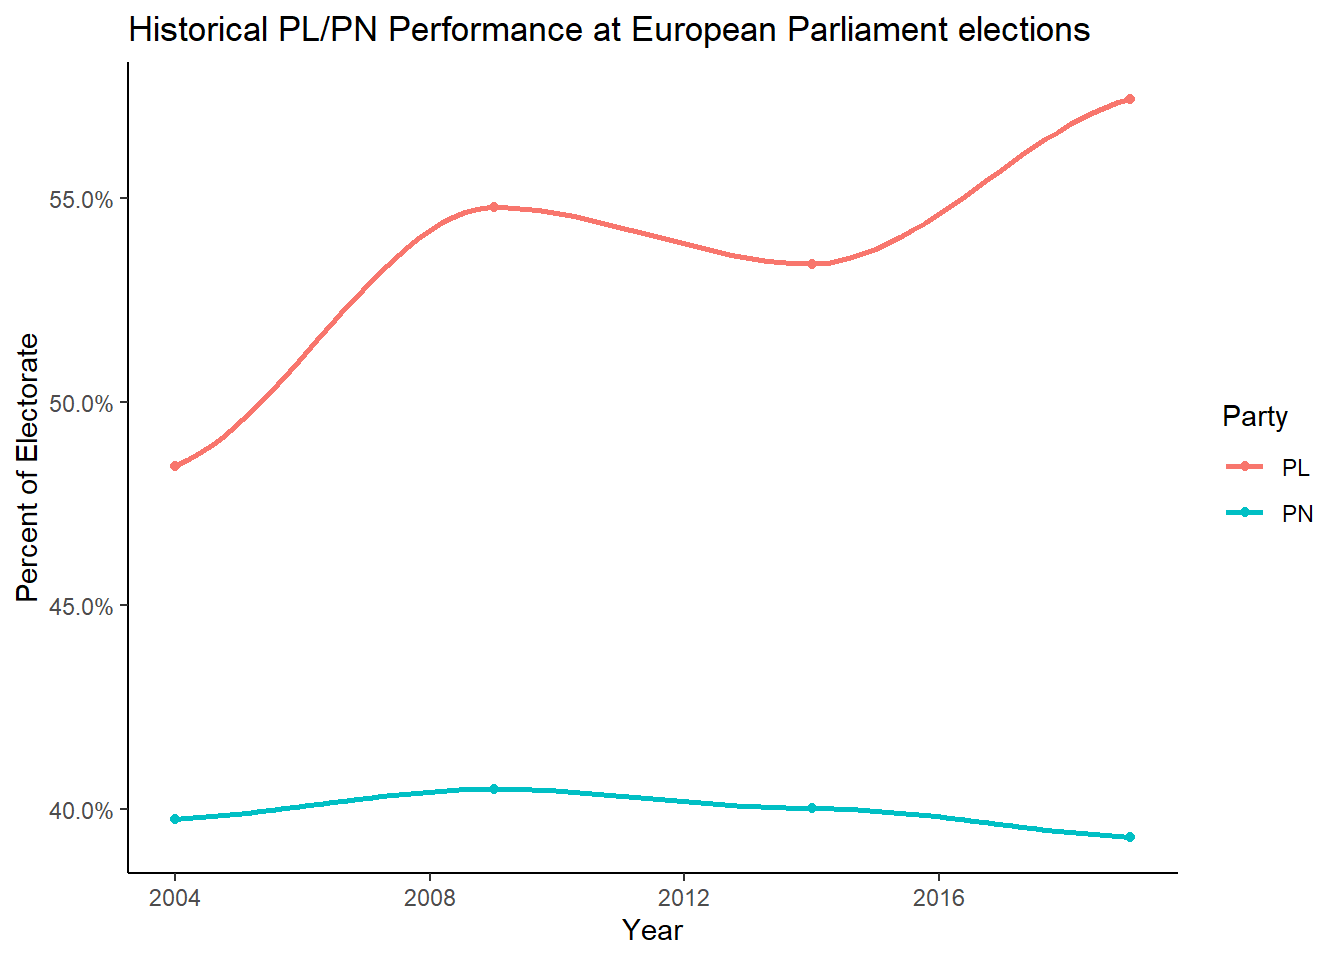 Historical PL/PN Performance at European Parliament elections
Percent of Electorate
55.0%
50.0%
45.0%
40.0%
2004 2008 2012 2016
Year
Party
PL
PN